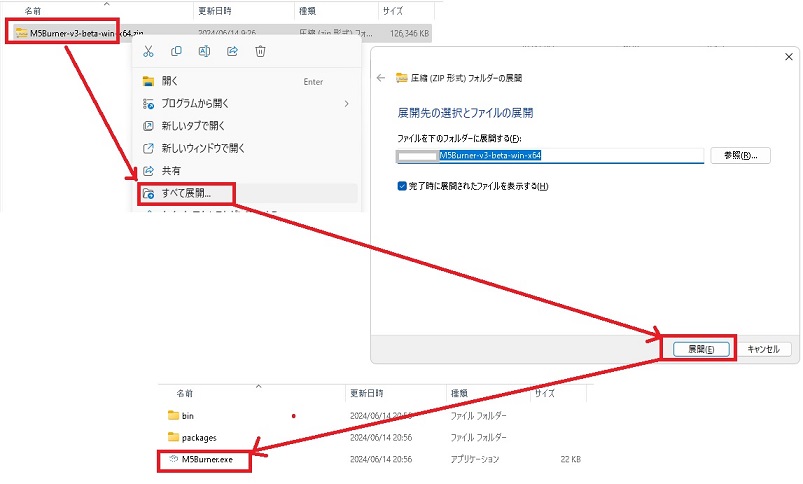 名前 更新日時 種類 サイズ
M5Burner-v3-beta-win-x64.zip 2024/06/14 9:26 圧縮 (ZIP 形式) フォ... 126,346 KB
開く Enter
プログラムから開く
新しいタブで開く
新しいウィンドウで開く
共有
すべて展開...
圧縮 (ZIP 形式) フォルダーの展開
展開先の選択とファイルの展開
ファイルを下のフォルダーに展開する(F):
M5Burner-v3-beta-win-x64 参照(R)...
完了時に展開されたファイルを表示する(H)
展開(E) キャンセル
名前 更新日時 種類 サイズ
bin 2024/06/14 20:56 ファイル フォルダー
packages 2024/06/14 20:56 ファイル フォルダー
M5Burner.exe 2024/06/14 20:56 アプリケーション 22 KB